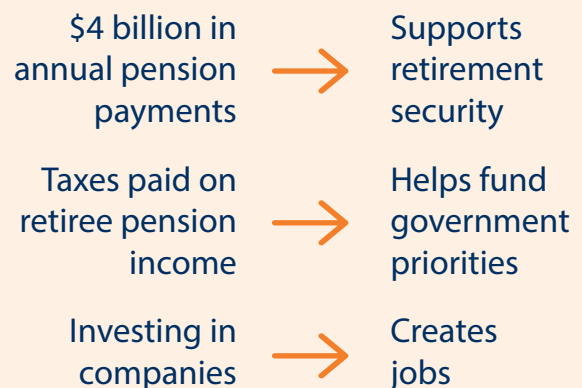 $4 billion in
annual pension
payments
Supports
retirement
security
Taxes paid on
retiree pension
income
Helps fund
government
priorities
Investing in
companies
Creates
jobs